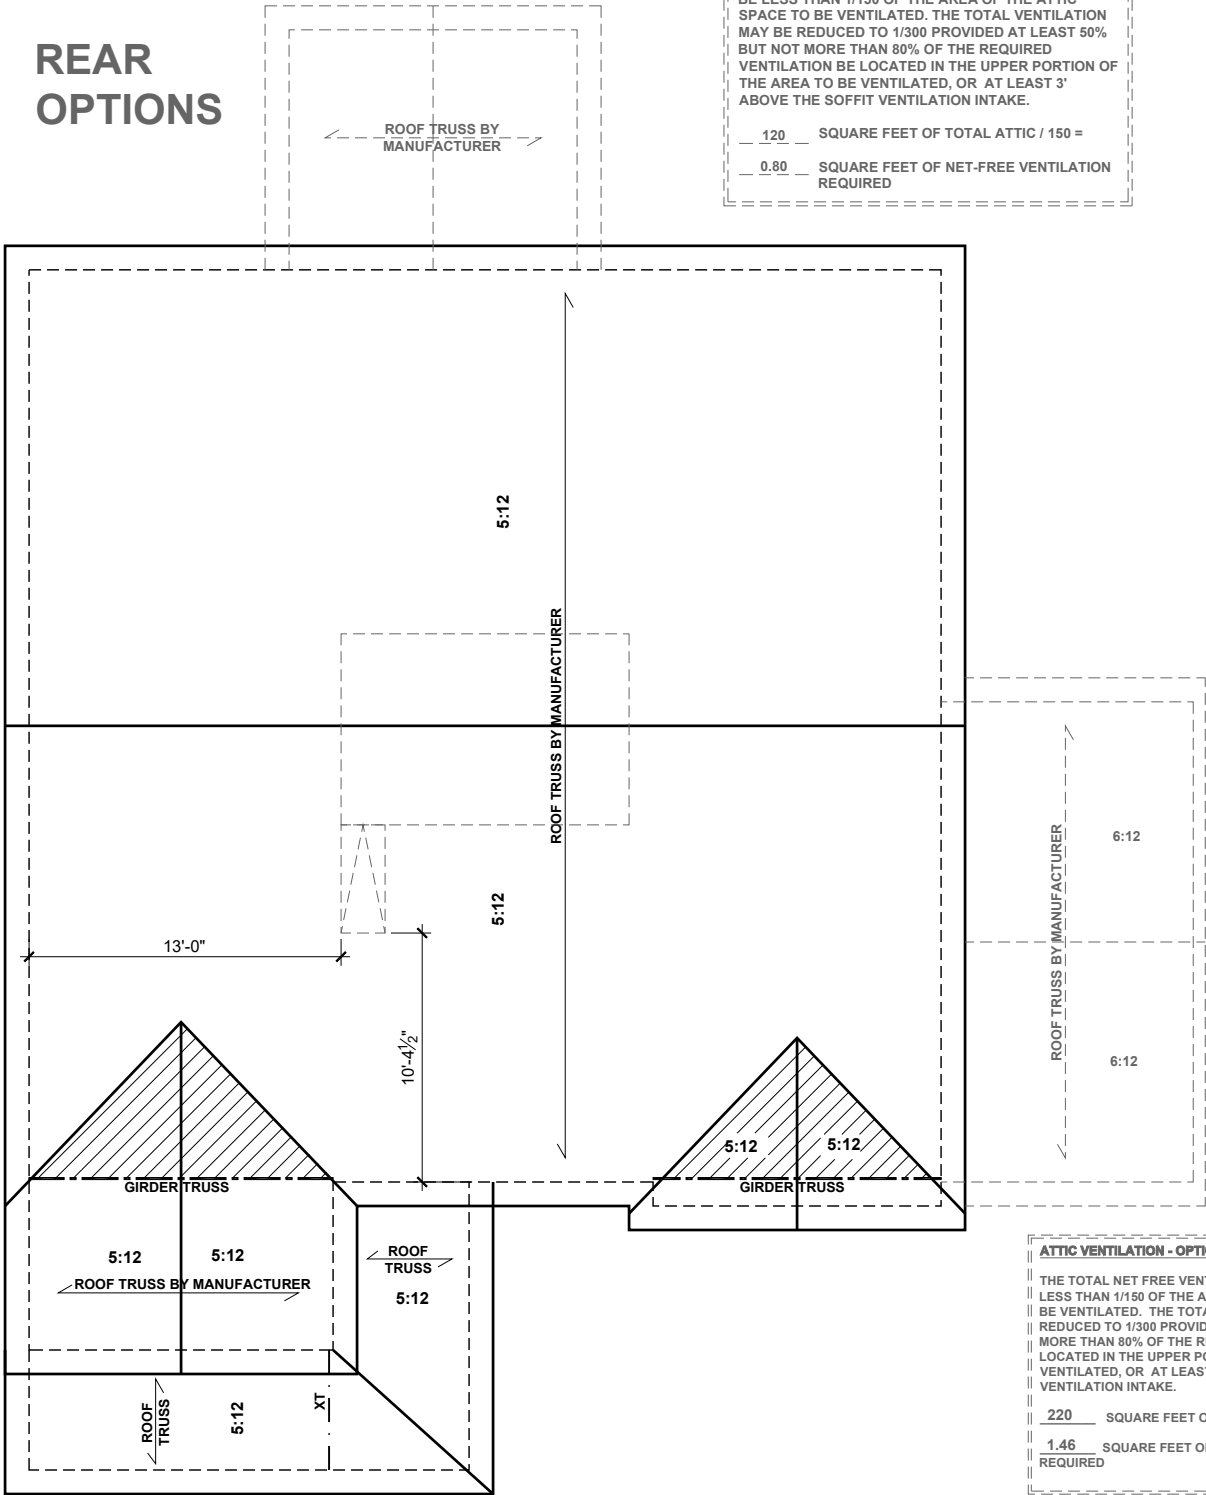 BE LESS THAN 1/150 OF THE AREA OF THE ATTIC
SPACE TO BE VENTILATED. THE TOTAL VENTILATION
MAY BE REDUCED TO 1/300 PROVIDED AT LEAST 50%
BUT NOT MORE THAN 80% OF THE REQUIRED
VENTILATION BE LOCATED IN THE UPPER PORTION OF
THE AREA TO BE VENTILATED, OR AT LEAST 3'
ABOVE THE SOFFIT VENTILATION INTAKE.
120 SQUARE FEET OF TOTAL ATTIC / 150 =
0.80 SQUARE FEET OF NET-FREE VENTILATION
REQUIRED
REAR
OPTIONS
ROOF TRUSS BY
MANUFACTURER
5:12
ROOF TRUSS BY MANUFACTURER
5:12
13'-0"
10'-4½"
ROOF TRUSS BY MANUFACTURER
6:12
6:12
5:12
5:12
GIRDER TRUSS
GIRDER TRUSS
5:12
5:12
ROOF TRUSS BY MANUFACTURER
ROOF
TRUSS
5:12
ROOF
TRUSS
5:12
XT
ATTIC VENTILATION - OPTI
THE TOTAL NET FREE VEN
LESS THAN 1/150 OF THE A
BE VENTILATED. THE TOTA
REDUCED TO 1/300 PROVID
MORE THAN 80% OF THE R
LOCATED IN THE UPPER PO
VENTILATED, OR AT LEAST
VENTILATION INTAKE.
220 SQUARE FEET O
1.46 SQUARE FEET O
REQUIRED